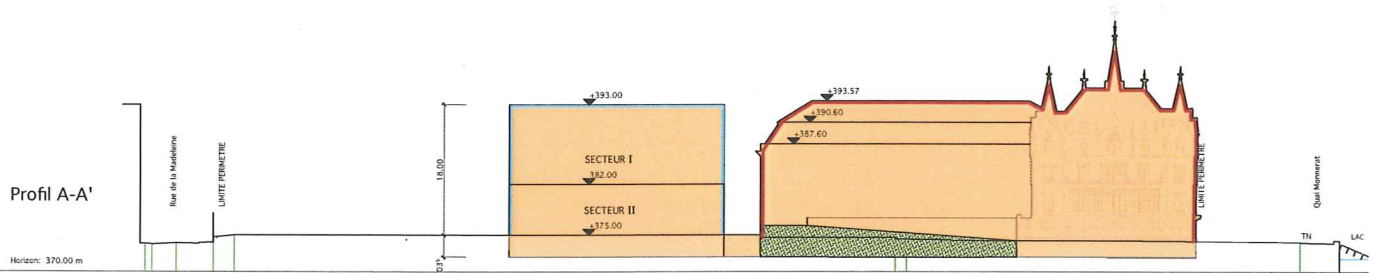 +393.00
+393.57
+390.60
+387.60
Rue de la Madeleine
LIMITE PERIMETRE
18.00
SECTEUR I
382.00
SECTEUR II
+375.00
Profil A-A'
LIMITE PERIMETRE
Quai Monnerat
TN
LAC
Horizon: 370.00 m